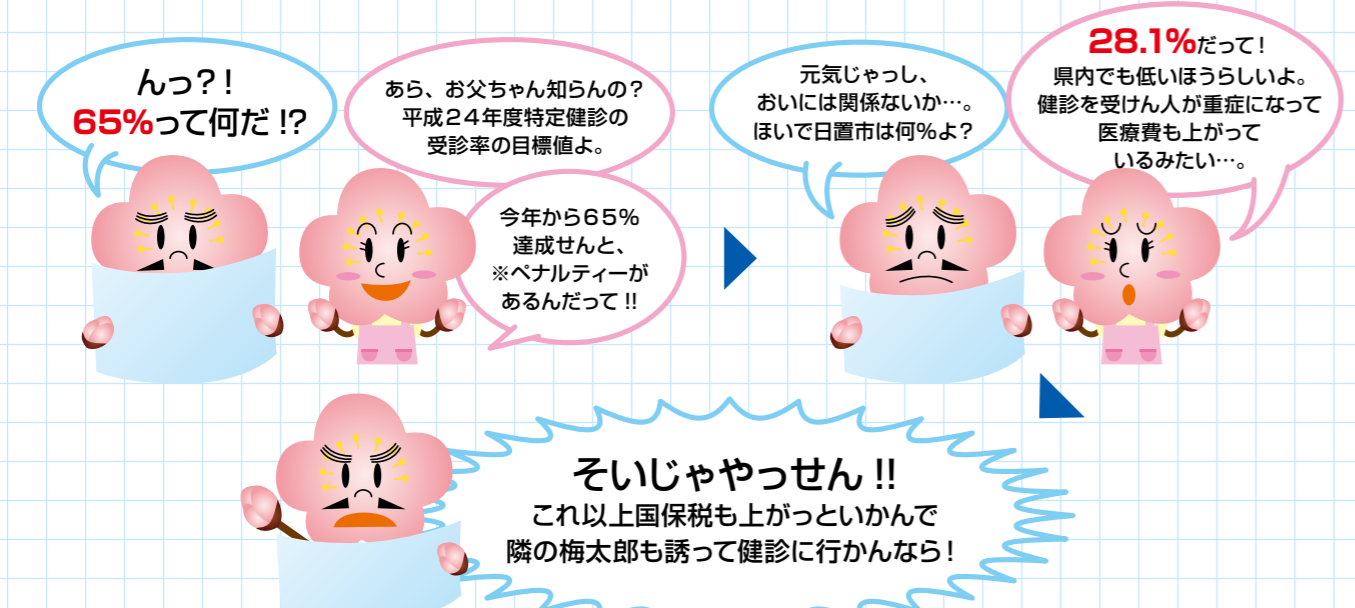 んっ?!
65%って何だ!?
あら、お父ちゃん知らんの?
平成24年度特定健診の
受診率の目標値よ。
今年から65%
達成せんと、
※ペナルティーが
あるんだって!!
元気じゃっし、
おいには関係ないか…。
ほいで日置市は何%よ?
28.1%だって!
県内でも低いほうらしいよ。
健診を受けん人が重症になって
医療費も上がって
いるみたい…。
そいじゃやっせん!!
これ以上国保税も上がっといかんで
隣の梅太郎も誘って健診に行かんなら!